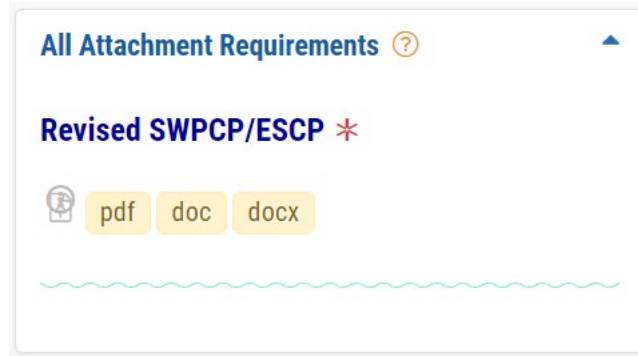 All Attachment Requirements ?
Revised SWPCP/ESCP *
pdf doc docx